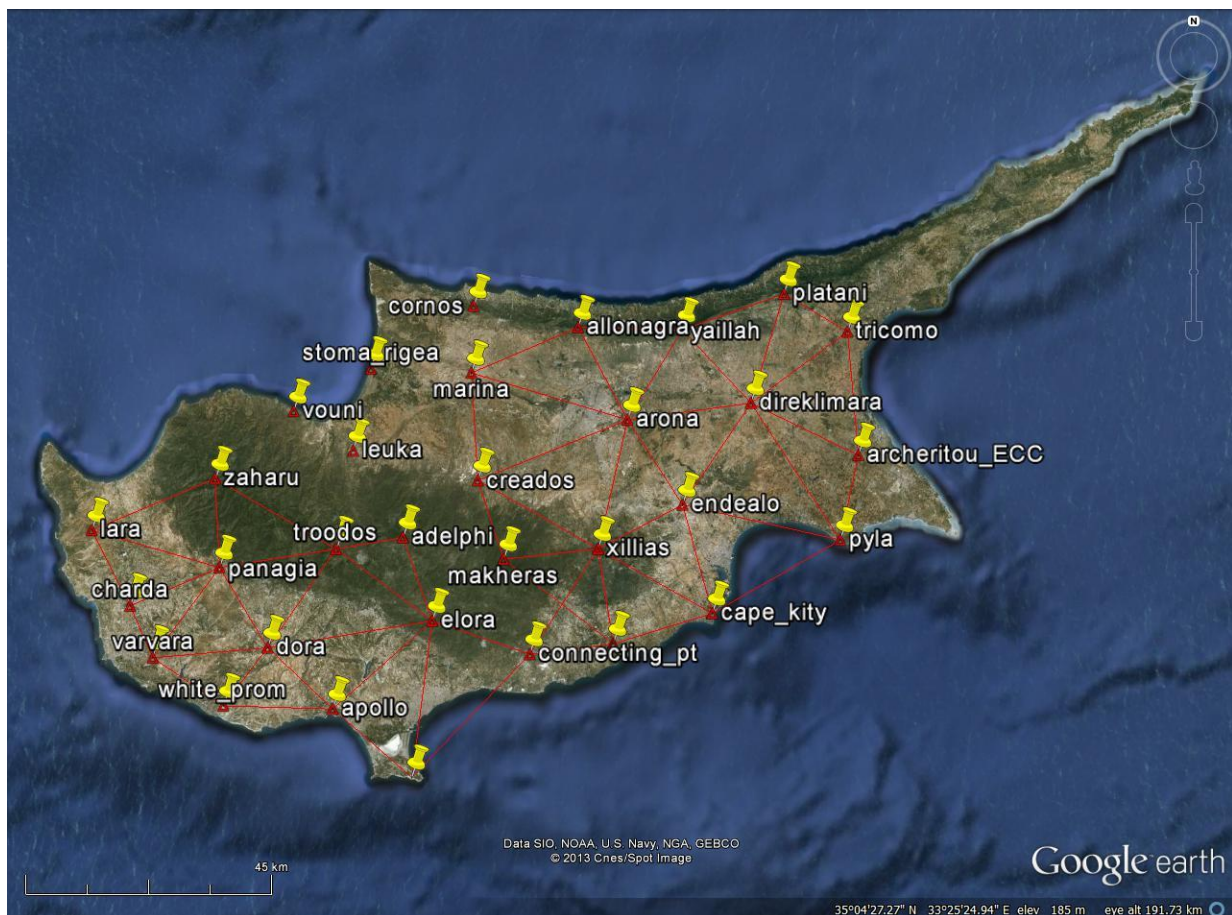 N
platani
cornos
allonagra
yaillah
tricomo
stoma_rigea
marina
vouni
direklimara
arona
leuka
archeritou_ECC
zaharu
creados
endealo
lara
troodos
adelphi
xillias
pyla
panagia
makheras
charda
cape_kity
elora
varvara
dora
connecting_pt
white_prom
apollo
Data SIO, NOAA, U.S. Navy, NGA, GEBCO
© 2013 Cnes/Spot Image
45 km
Google earth
35°04'27.27" N 33°25'24.94" E elev 185 m eye alt 191.73 km